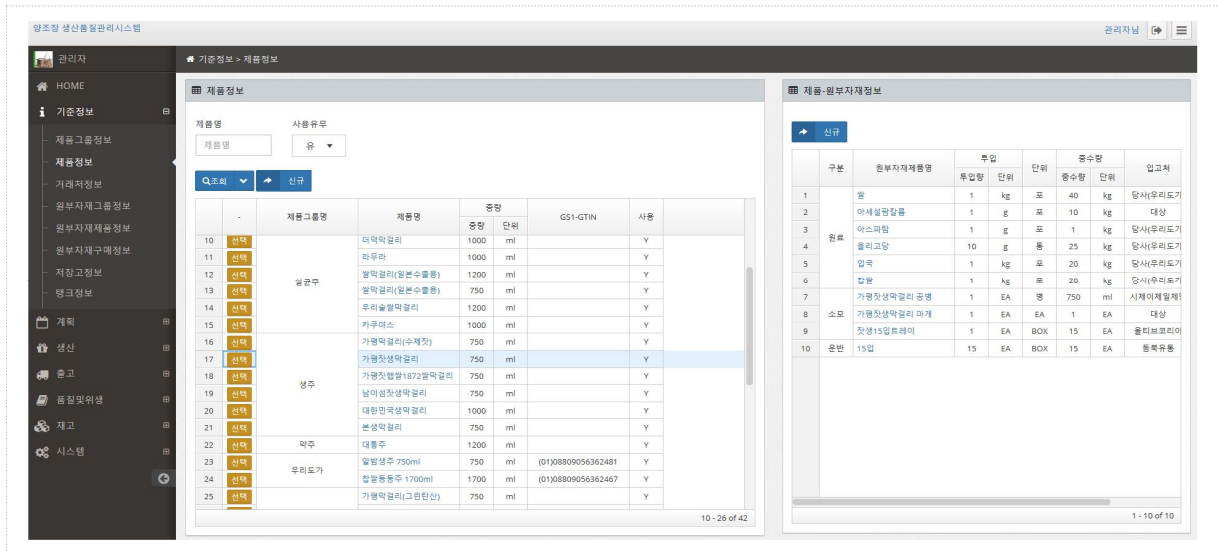 양조장 생산품질관리시스템
관리자님
관리자
기준정보 > 제품정보
HOME
기준정보
제품그룹정보
제품정보
거래처정보
원부자재그룹정보
원부자재제품정보
원부자재구매정보
저장고정보
탱크정보
계획
생산
출고
품질및위생
재고
시스템
제품정보
제품명 사용유무
제품명 유
조회 신규
- 제품그룹명 제품명 중량 GS1-GTIN 사용
중량 단위
10 선택 더덕막걸리 1000 ml Y
11 선택 라무라 1000 ml Y
12 선택 쌀막걸리(일본수출용) 1200 ml Y
13 선택 쌀막걸리(일본수출용) 750 ml Y
살균주
14 선택 우리술쌀막걸리 1200 ml Y
15 선택 카쿠야스 1000 ml Y
16 선택 가평막걸리(수제잣) 750 ml Y
17 선택 가평잣생막걸리 750 ml Y
18 선택 가평잣햅쌀1872쌀막걸리 750 ml Y
생주
19 선택 남이섬잣생막걸리 750 ml Y
20 선택 대한민국생막걸리 1000 ml Y
21 선택 본생막걸리 750 ml Y
22 선택 약주 대통주 1200 ml Y
23 선택 우리도가 알밤생주 750ml 750 ml (01)08809056362481 Y
24 선택 찹쌀동동주 1700ml 1700 ml (01)08809056362467 Y
25 선택 가평막걸리(그린탄산) 750 ml Y
10 - 26 of 42
제품-원부자재정보
신규
구분 원부자재제품명 투입 단위 중수량 입고처
투입량 단위 중수량 단위
1 쌀 1 kg 포 40 kg 당사(우리도가
2 아세설팜칼륨 1 g 포 10 kg 대상
3 아스파탐 1 g 포 1 kg 당사(우리도가
원료
4 올리고당 10 g 통 25 kg 당사(우리도가
5 입국 1 kg 포 20 kg 당사(우리도가
6 찹쌀 1 kg 포 20 kg 당사(우리도가
7 가평잣생막걸리 공병 1 EA 병 750 ml 시제이제일제당
8 소모 가평잣생막걸리 마개 1 EA EA 1 EA 대상
9 잣생15입트레이 1 EA BOX 15 EA 올티브코리아
10 운반 15입 15 EA BOX 15 EA 동북유통
1 - 10 of 10